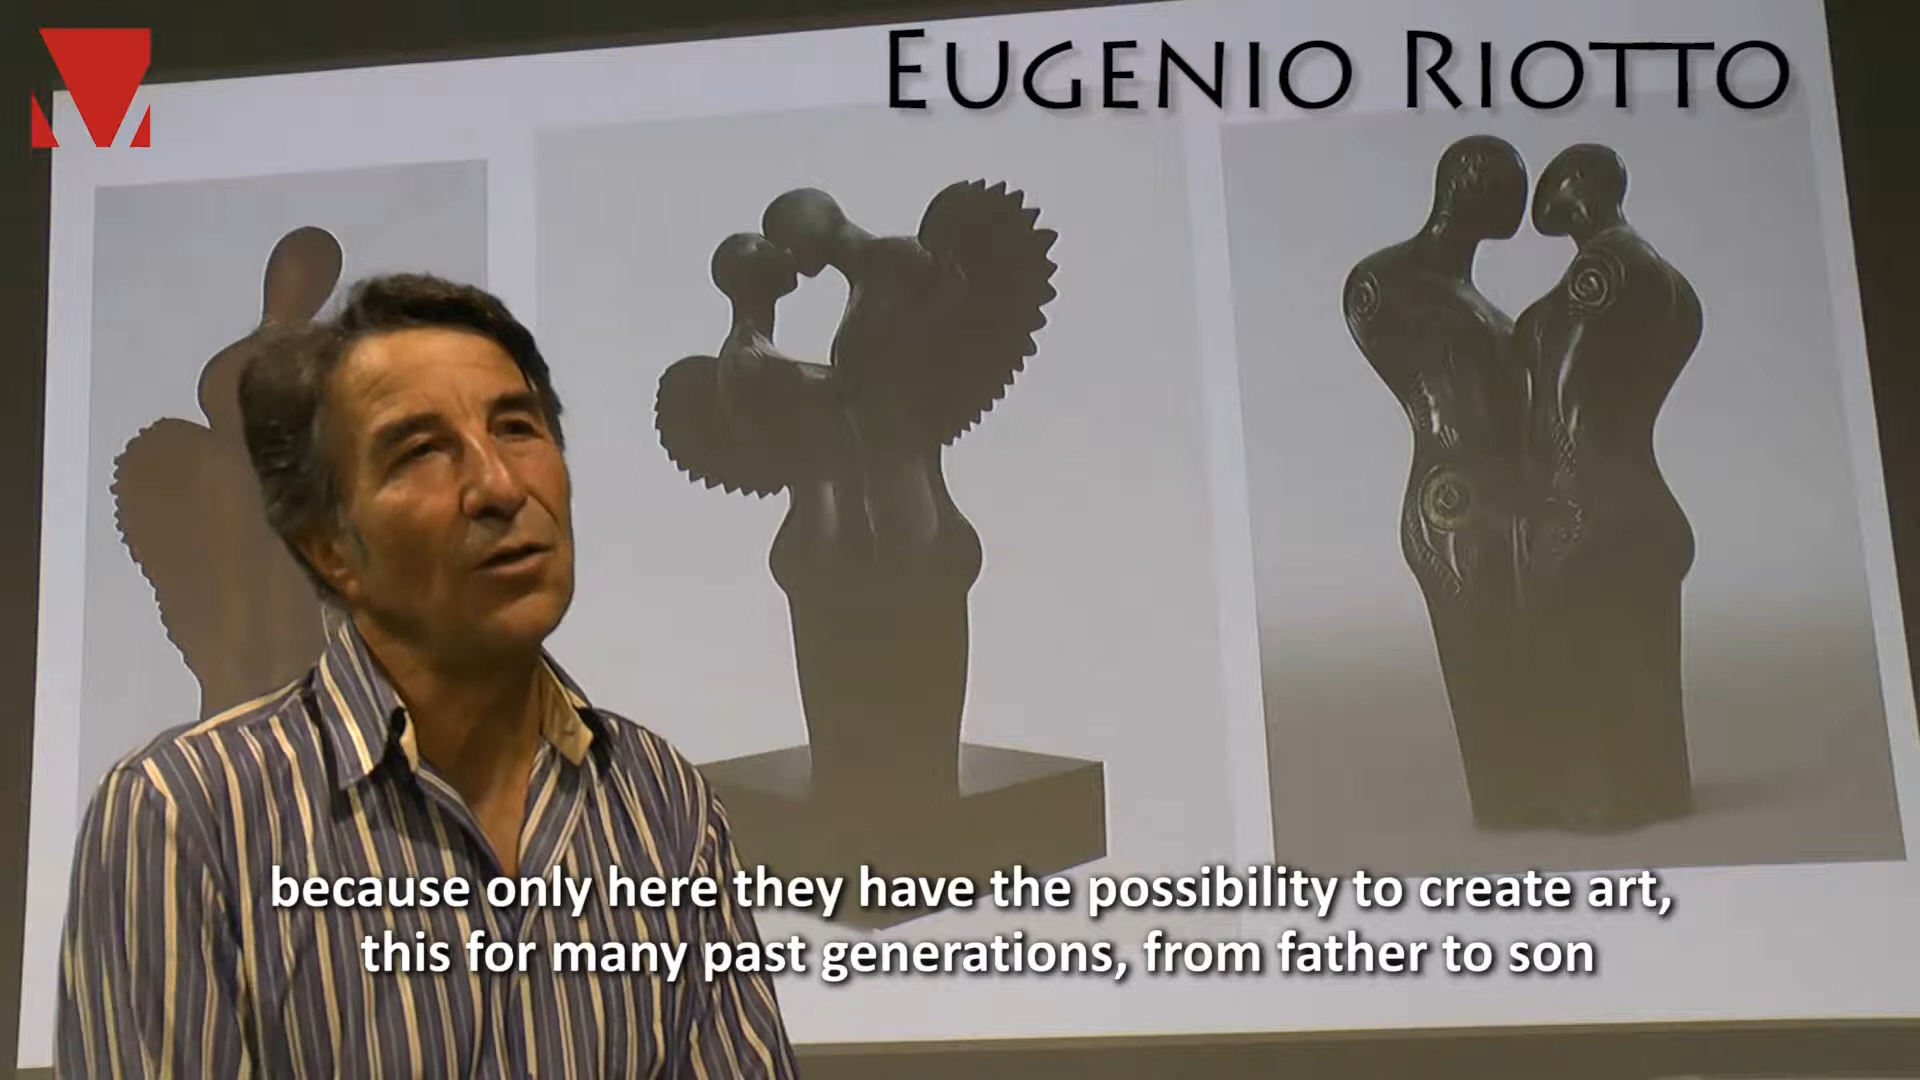 EUGENIO RIOTTO
because only here they have the possibility to create art,
this for many past generations, from father to son